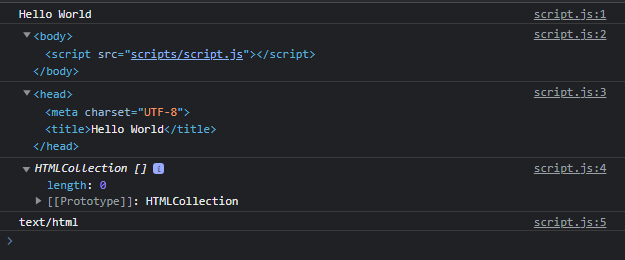 Hello World script.js:1
<body> script.js:2
<script src="scripts/script.js"></script>
</body>
<head> script.js:3
<meta charset="UTF-8">
<title>Hello World</title>
</head>
HTMLCollection [] i script.js:4
length: 0
[[Prototype]]: HTMLCollection
text/html script.js:5